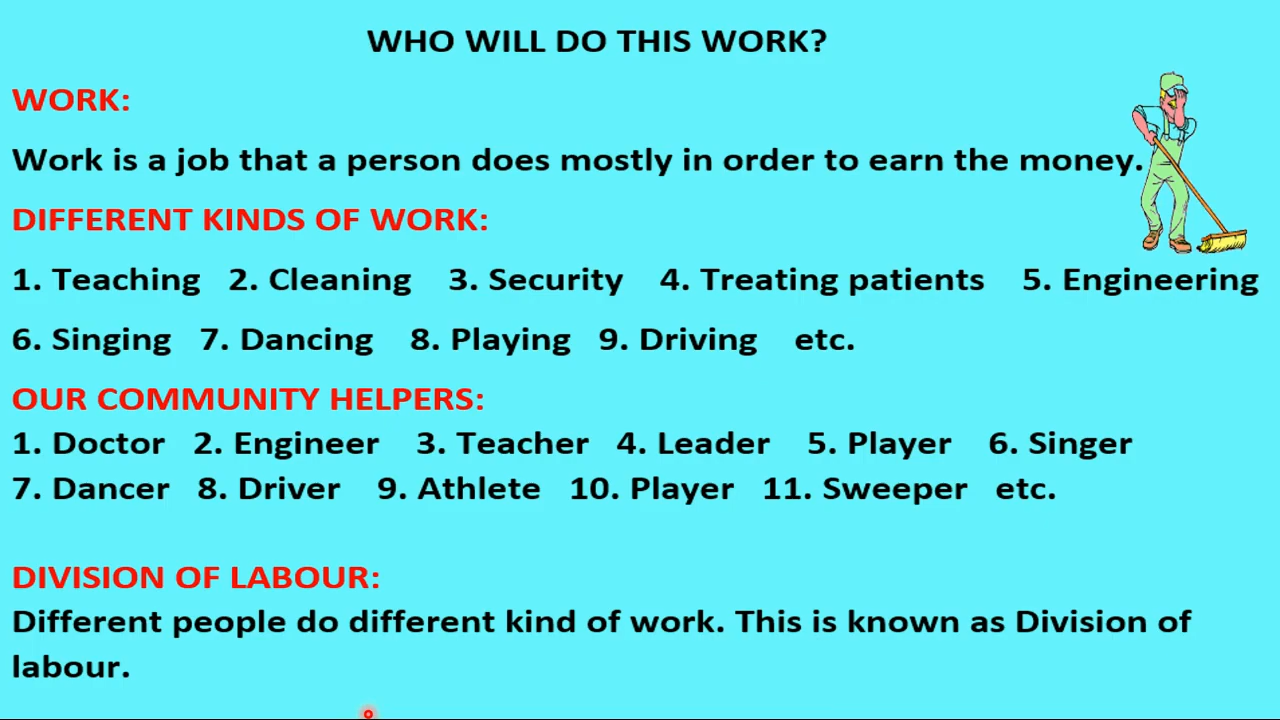 WHO WILL DO THIS WORK?
WORK:
Work is a job that a person does mostly in order to earn the money.
DIFFERENT KINDS OF WORK:
1. Teaching 2. Cleaning 3. Security 4. Treating patients 5. Engineering
6. Singing 7. Dancing 8. Playing 9. Driving etc.
OUR COMMUNITY HELPERS:
1. Doctor 2. Engineer 3. Teacher 4. Leader 5. Player 6. Singer
7. Dancer 8. Driver 9. Athlete 10. Player 11. Sweeper etc.
DIVISION OF LABOUR:
Different people do different kind of work. This is known as Division of
labour.